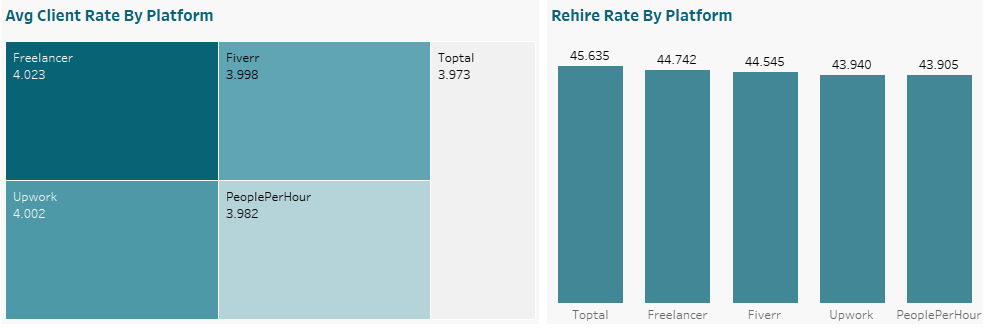 Avg Client Rate By Platform
Freelancer
4.023
Fiverr
3.998
Toptal
3.973
Upwork
4.002
PeoplePerHour
3.982
Rehire Rate By Platform
45.635
44.742
44.545
43.940
43.905
Toptal
Freelancer
Fiverr
Upwork
PeoplePerHour